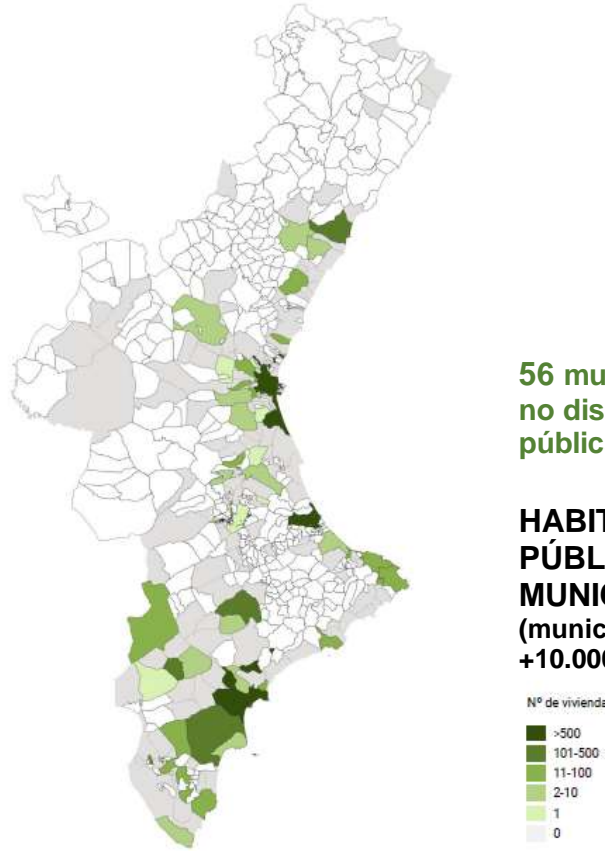 56 mu
no dis
públic
HABIT
PÚBL
MUNIC
(munic
+10.000
Nº de vivienda
>500
101-500
11-100
2-10
1
0